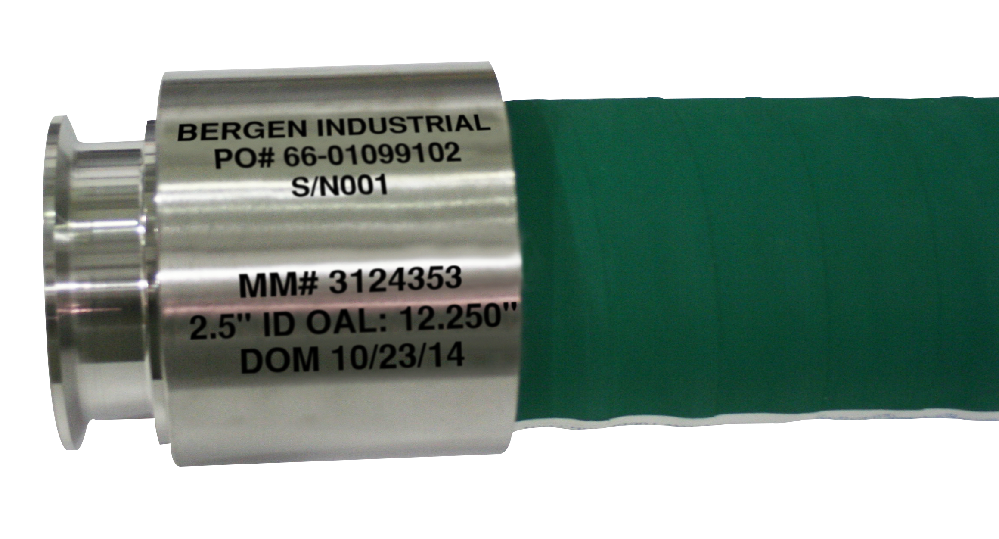 BERGEN INDUSTRIAL
PO# 66-01099102
S/N001
MM# 3124353
2.5" ID OAL: 12.250"
DOM 10/23/14